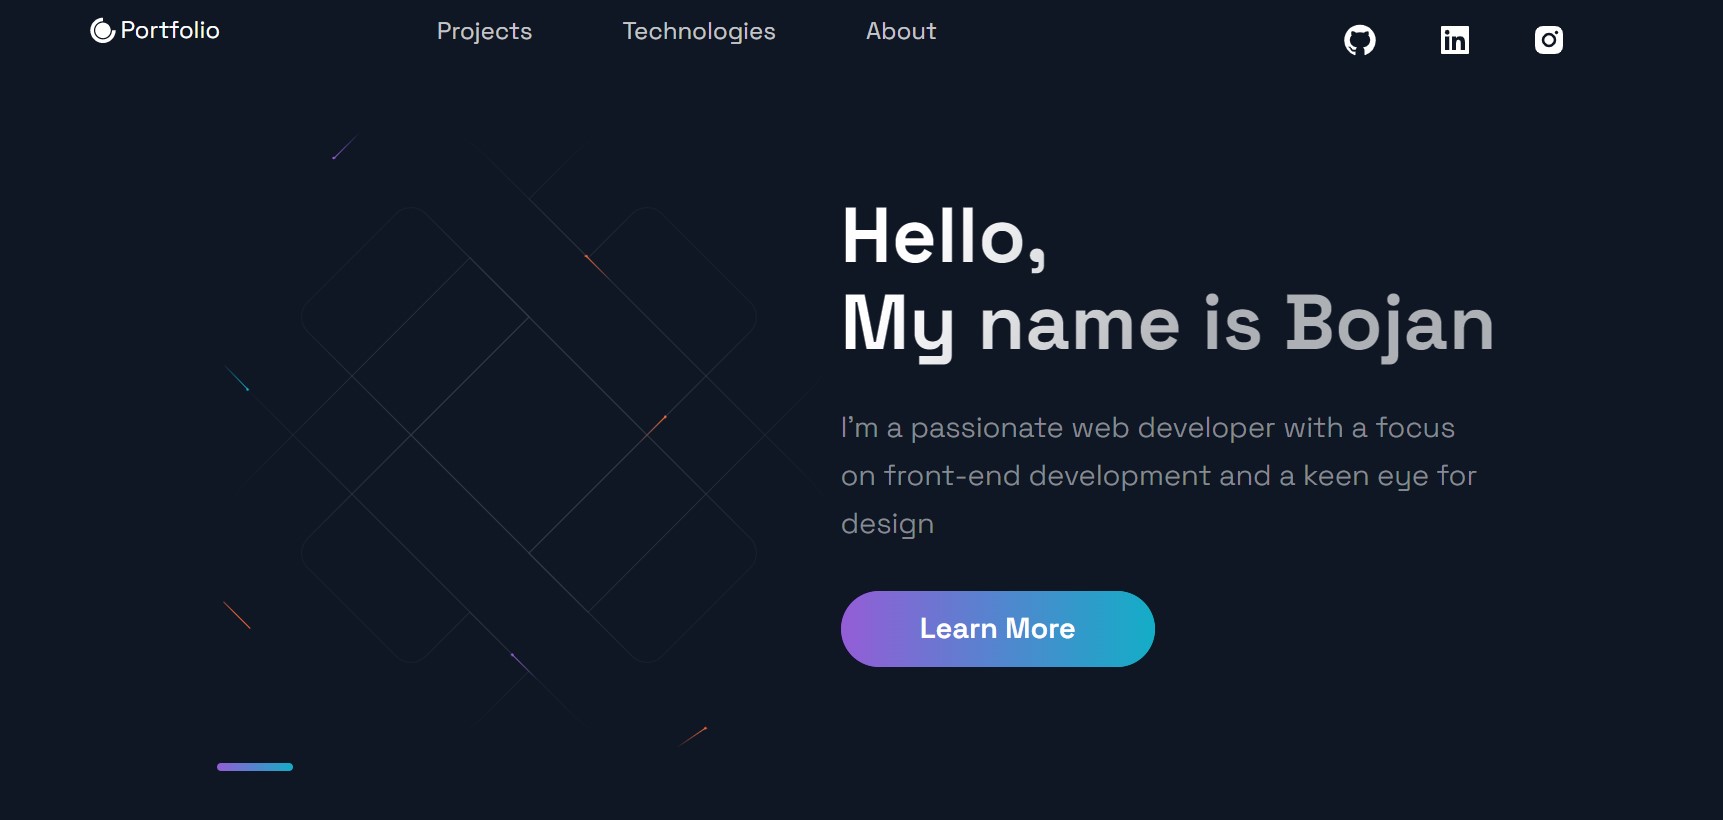 Portfolio
Projects
Technologies
About
Hello,
My name is Bojan
I'm a passionate web developer with a focus
on front-end development and a keen eye for
design
Learn More